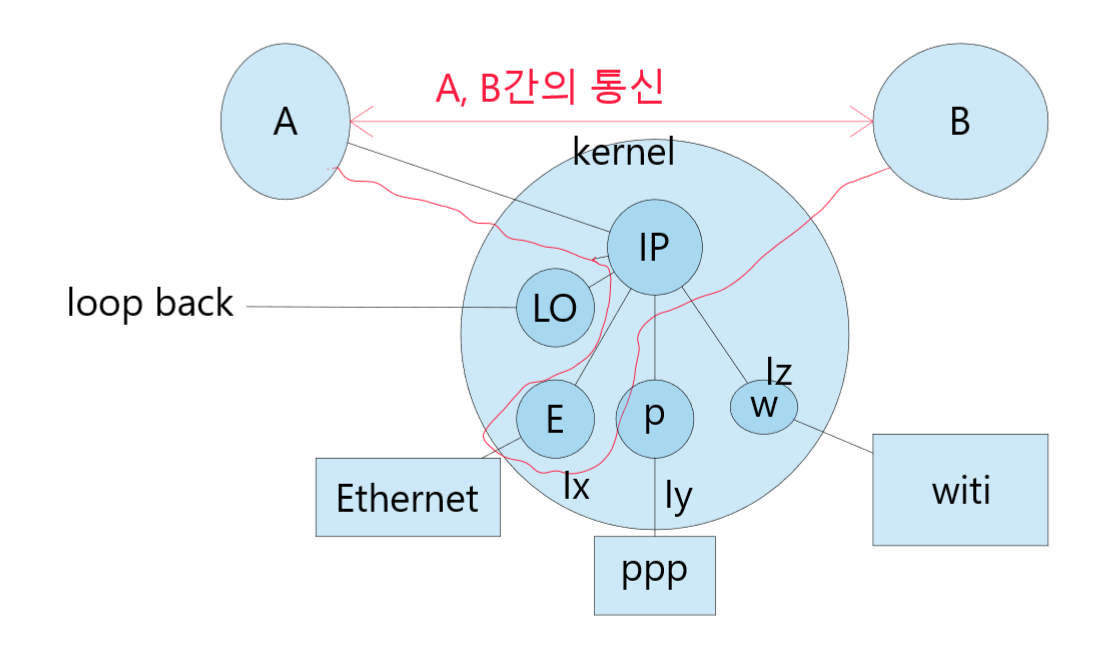 A, B간의 통신
A
B
kernel
IP
loop back
LO
lz
w
E
p
Ethernet
lx
ly
witi
ppp